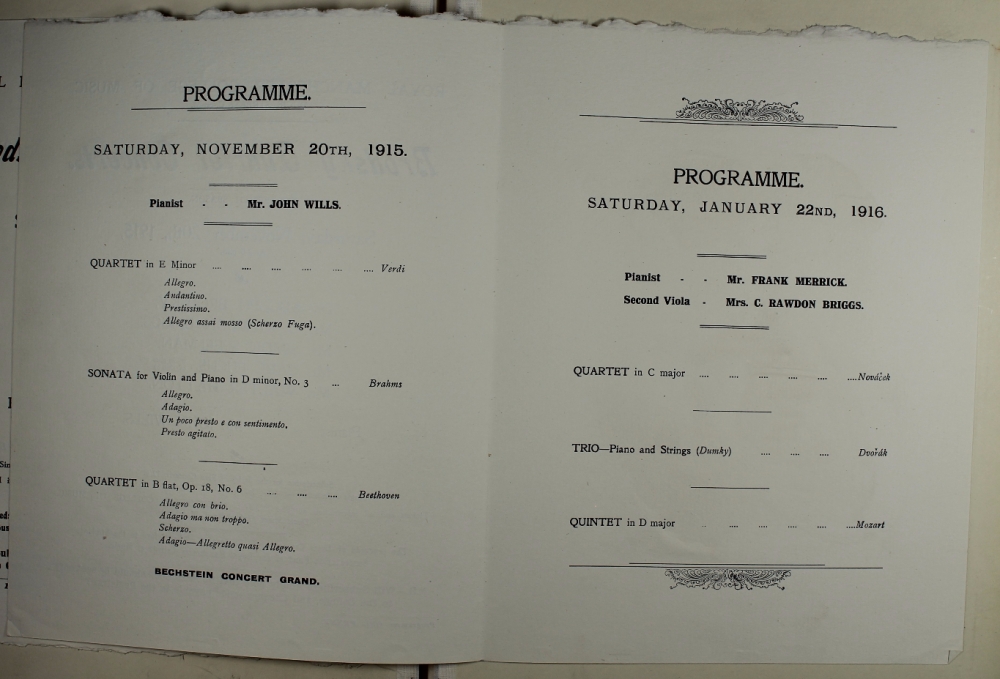 PROGRAMME.
SATURDAY, NOVEMBER 20TH, 1915.
Pianist - - Mr. JOHN WILLS.
QUARTET in E Minor .... .... .... .... .... .... Verdi
Allegro.
Andantino.
Prestissimo.
Allegro assai mosso (Scherzo Fuga).
SONATA for Violin and Piano in D minor, No. 3 ... Brahms
Allegro.
Adagio.
Un poco presto e con sentimento.
Presto agitato.
QUARTET in B flat, Op. 18, No. 6 .... .... .... Beethoven
Allegro con brio.
Adagio ma non troppo.
Scherzo.
Adagio—Allegretto quasi Allegro.
BECHSTEIN CONCERT GRAND.
PROGRAMME.
SATURDAY, JANUARY 22ND, 1916.
Pianist - - Mr. FRANK MERRICK.
Second Viola - Mrs. C. RAWDON BRIGGS.
QUARTET in C major .... .... .... .... .... ....Nováček
TRIO—Piano and Strings (Dumky) .... .... .... Dvořák
QUINTET in D major .. .... .... .... .... ....Mozart